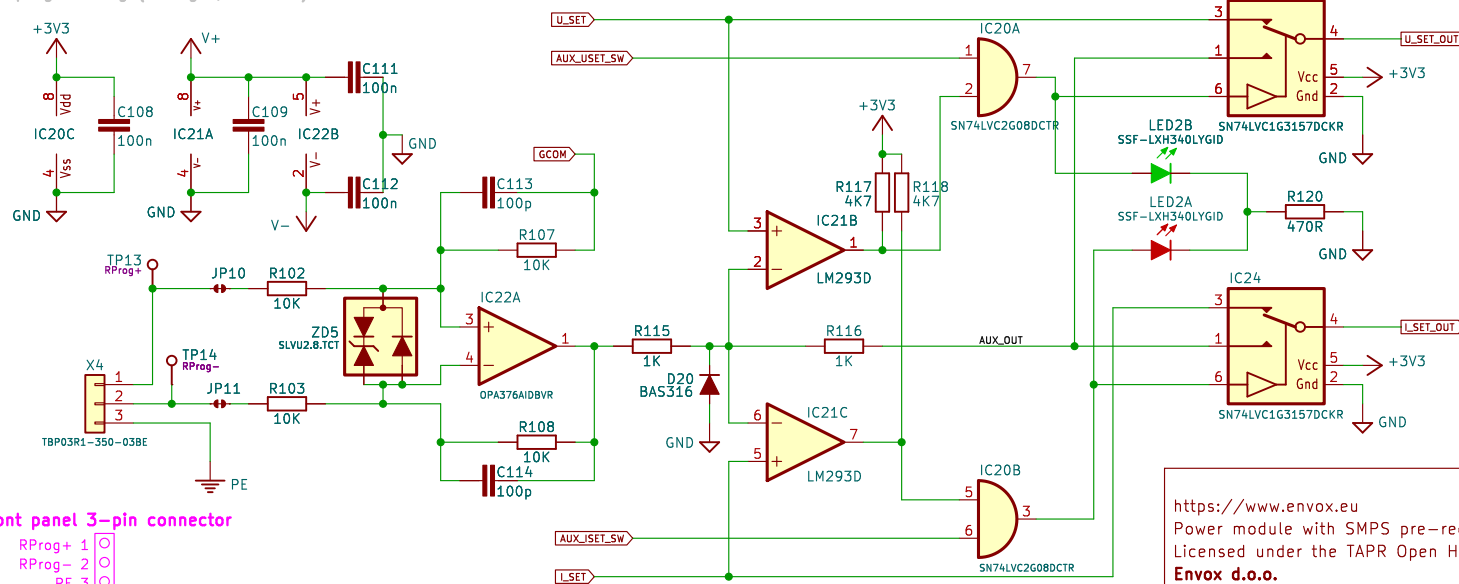 +3V3
V+
8
Vdd
IC20C
Vss
4
GND
C108
100n
8
V+
IC21A
V-
4
GND
C109
100n
5
V+
IC22B
V-
2
V-
C111
100n
GND
C112
100n
GCOM
C113
100p
R107
10K
TP13
RProg+
JP10
R102
10K
ZD5
SLVU2.8.TCT
TP14
RProg-
X4
1
2
3
TBP03R1-350-03BE
JP11
R103
10K
PE
IC22A
3
+
4
-
1
OPA376AIDBVR
R108
10K
C114
100p
U_SET
AUX_USET_SW
R115
1K
D20
BAS316
GND
IC21B
3
+
2
-
1
LM293D
+3V3
R117
4K7
R118
4K7
R116
1K
AUX_OUT
IC21C
6
-
5
+
7
LM293D
IC20A
1
2
7
SN74LVC2G08DCTR
IC20B
5
6
3
SN74LVC2G08DCTR
AUX_ISET_SW
I_SET
3
1
6
4
5
2
Vcc
Gnd
U_SET_OUT
+3V3
SN74LVC1G3157DCKR
GND
LED2B
SSF-LXH340LYGID
LED2A
SSF-LXH340LYGID
R120
470R
GND
IC24
3
1
6
4
5
2
Vcc
Gnd
I_SET_OUT
+3V3
SN74LVC1G3157DCKR
GND
ont panel 3-pin connector
RProg+ 1
RProg- 2
PE 3
https://www.envox.eu
Power module with SMPS pre-re
Licensed under the TAPR Open H
Envox d.o.o.